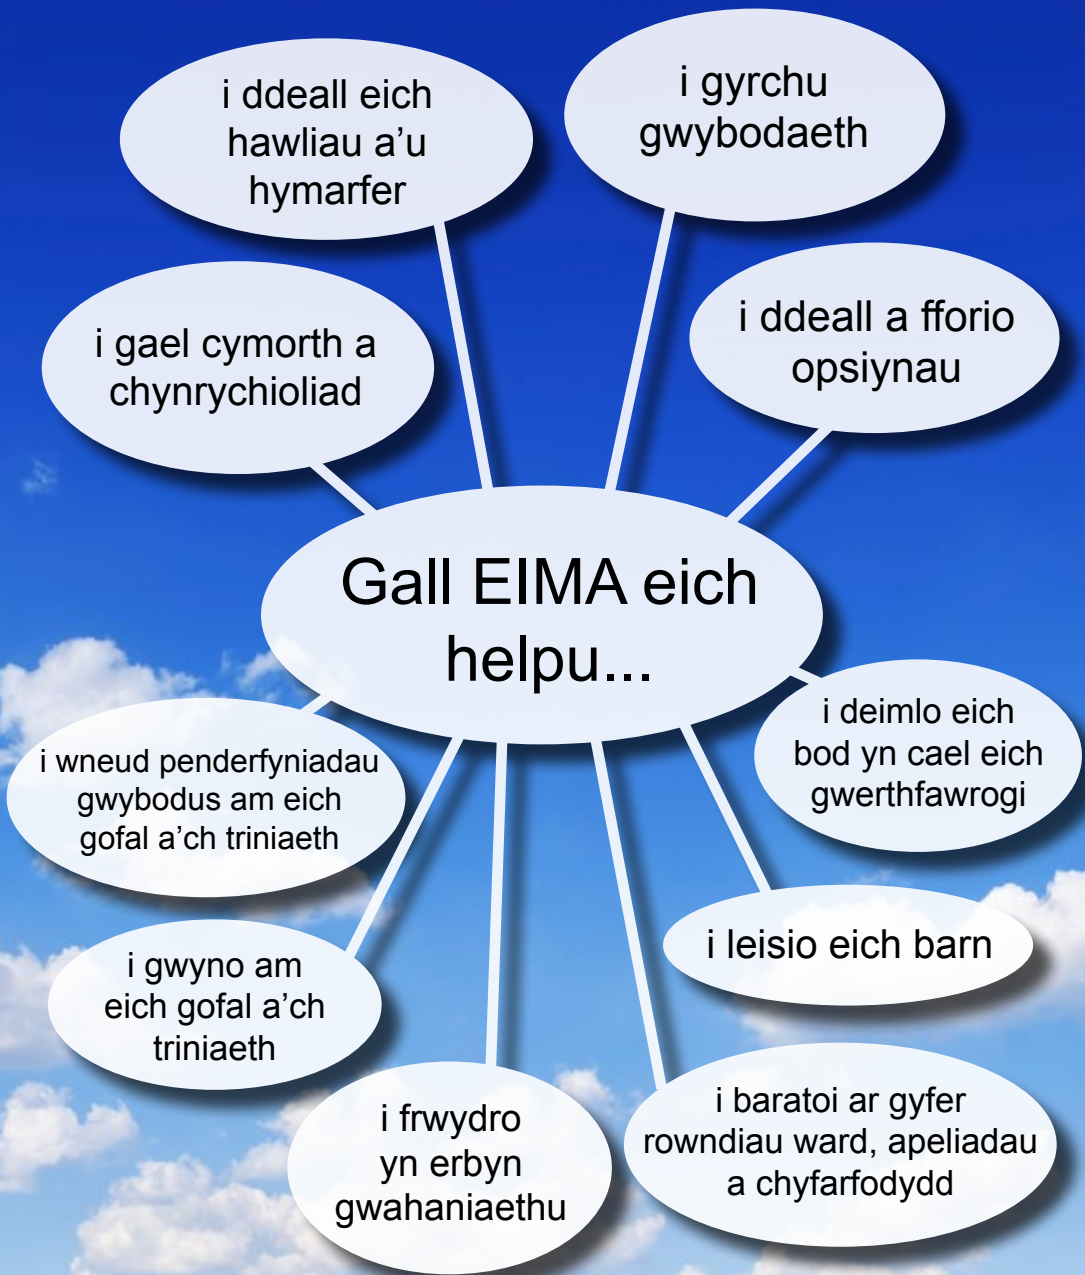 i ddeall eich
hawliau a'u
hymarfer
i gyrchu
gwybodaeth
i gael cymorth a
chynrychioliad
i ddeall a fforio
opsiynau
Gall EIMA eich
helpu...
i wneud penderfyniadau
gwybodus am eich
gofal a'ch triniaeth
i deimlo eich
bod yn cael eich
gwerthfawrogi
i gwyno am
eich gofal a'ch
triniaeth
i leisio eich barn
i frwydro
yn erbyn
gwahaniaethu
i baratoi ar gyfer
rowndiau ward, apeliadau
a chyfarfodydd